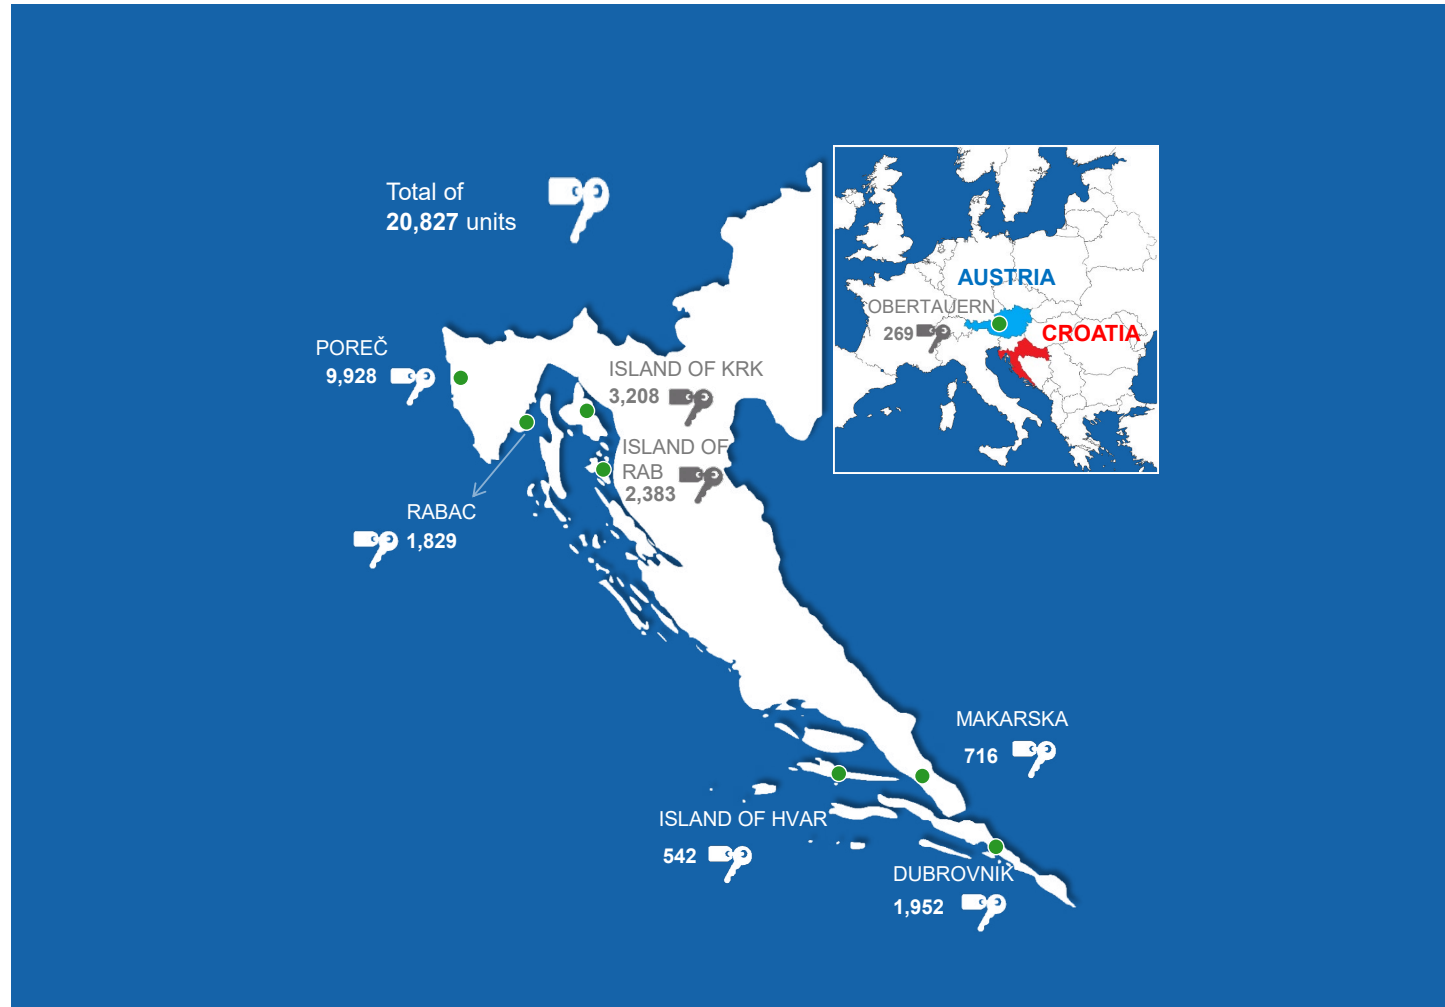 Total of
20,827 units
AUSTRIA
OBERTAUERN
269
CROATIA
POREČ
9,928
ISLAND OF KRK
3,208
ISLAND OF
RAB
2,383
RABAC
1,829
MAKARSKA
716
ISLAND OF HVAR
542
DUBROVNIK
1,952